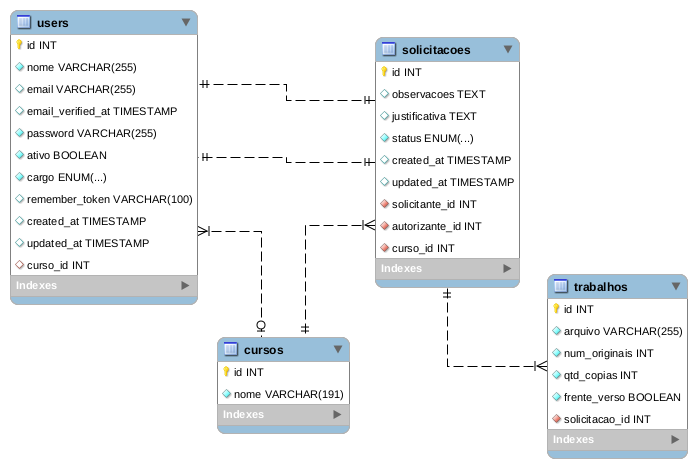 users
id INT
nome VARCHAR(255)
email VARCHAR(255)
email_verified_at TIMESTAMP
password VARCHAR(255)
ativo BOOLEAN
cargo ENUM(...)
remember_token VARCHAR(100)
created_at TIMESTAMP
updated_at TIMESTAMP
curso_id INT
Indexes
solicitacoes
id INT
observacoes TEXT
justificativa TEXT
status ENUM(...)
created_at TIMESTAMP
updated_at TIMESTAMP
solicitante_id INT
autorizante_id INT
curso_id INT
Indexes
cursos
id INT
nome VARCHAR(191)
Indexes
trabalhos
id INT
arquivo VARCHAR(255)
num_originais INT
qtd_copias INT
frente_verso BOOLEAN
solicitacao_id INT
Indexes